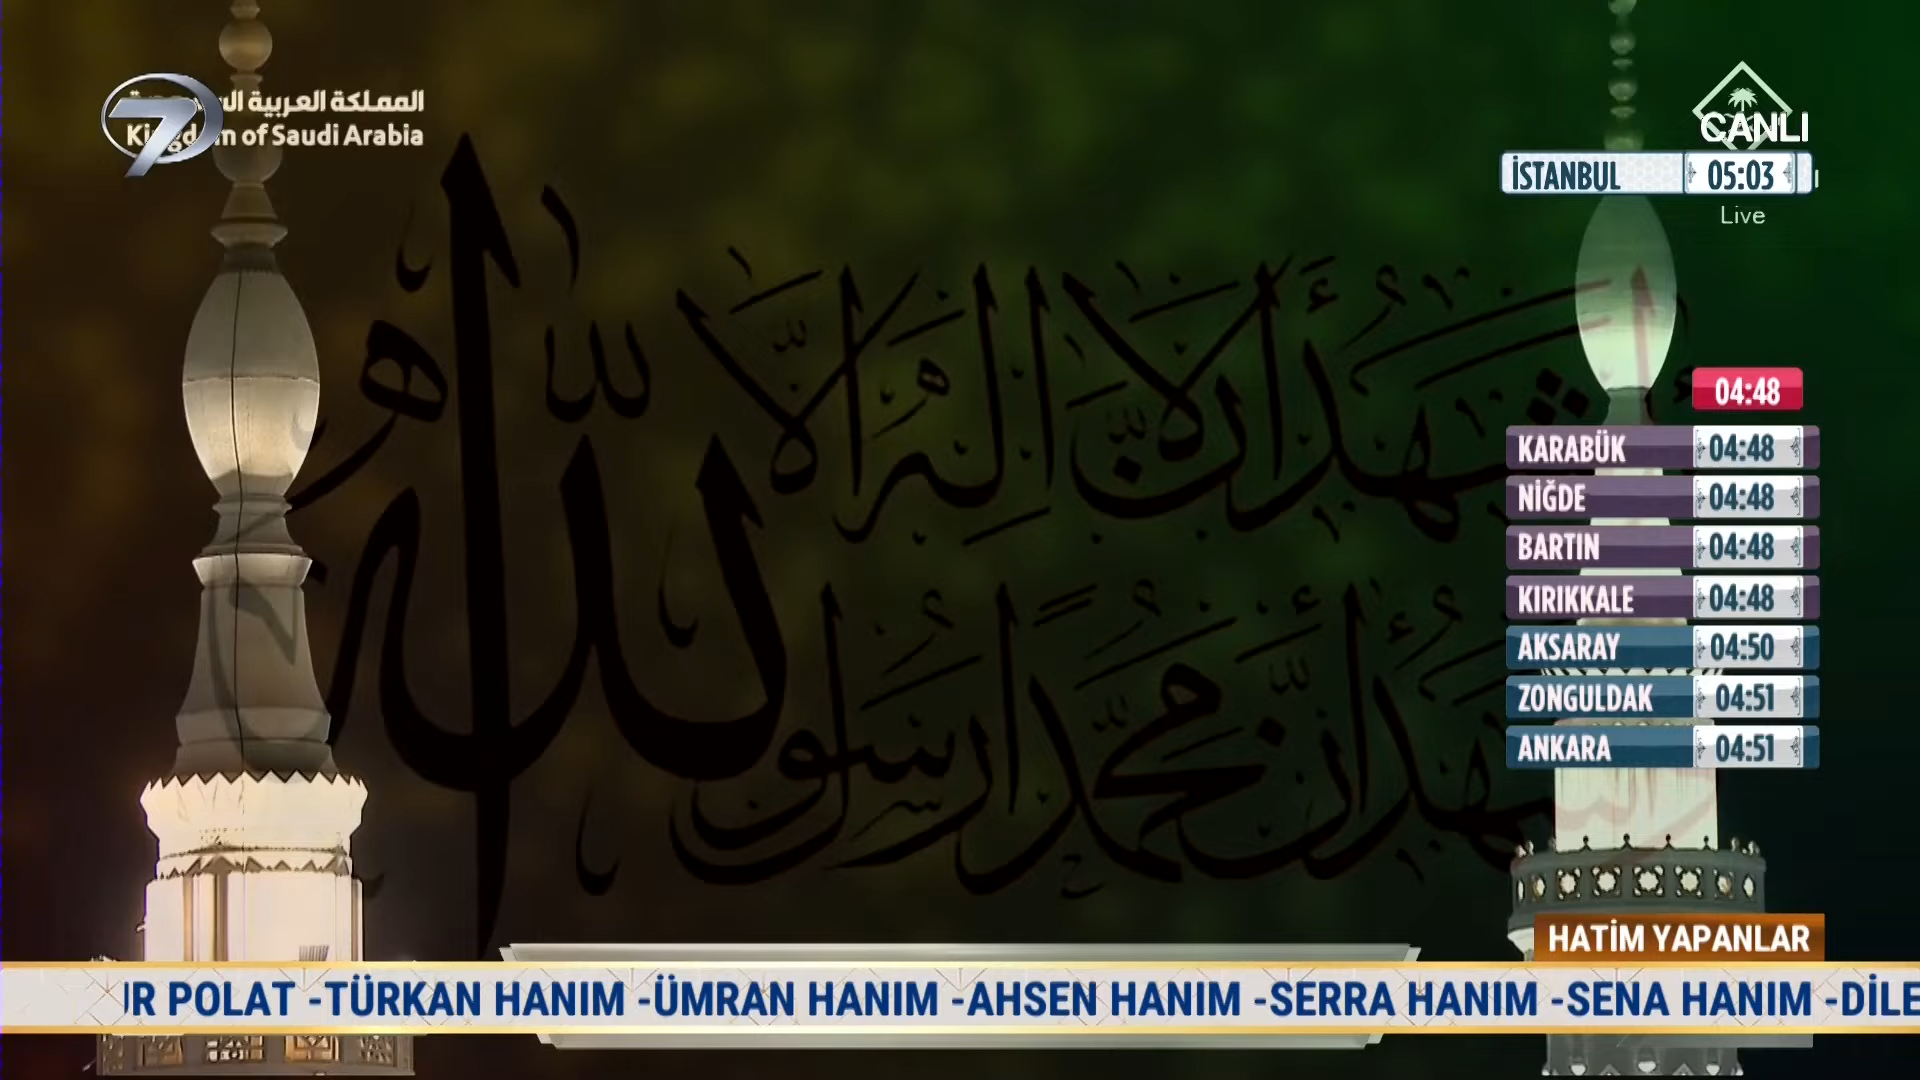 7
المملكة العربية
Kingdom of Saudi Arabia
CANLI
İSTANBUL 05:03
Live
04:48
KARABÜK 04:48
NİĞDE 04:48
BARTIN 04:48
KIRIKKALE 04:48
AKSARAY 04:50
ZONGULDAK 04:51
ANKARA 04:51
الله
أشهد أن لا إله إلا
أشهد أن محمدا رسول
HATİM YAPANLAR
UR POLAT -TÜRKAN HANIM -ÜMRAN HANIM -AHSEN HANIM -SERRA HANIM -SENA HANIM -DİLE